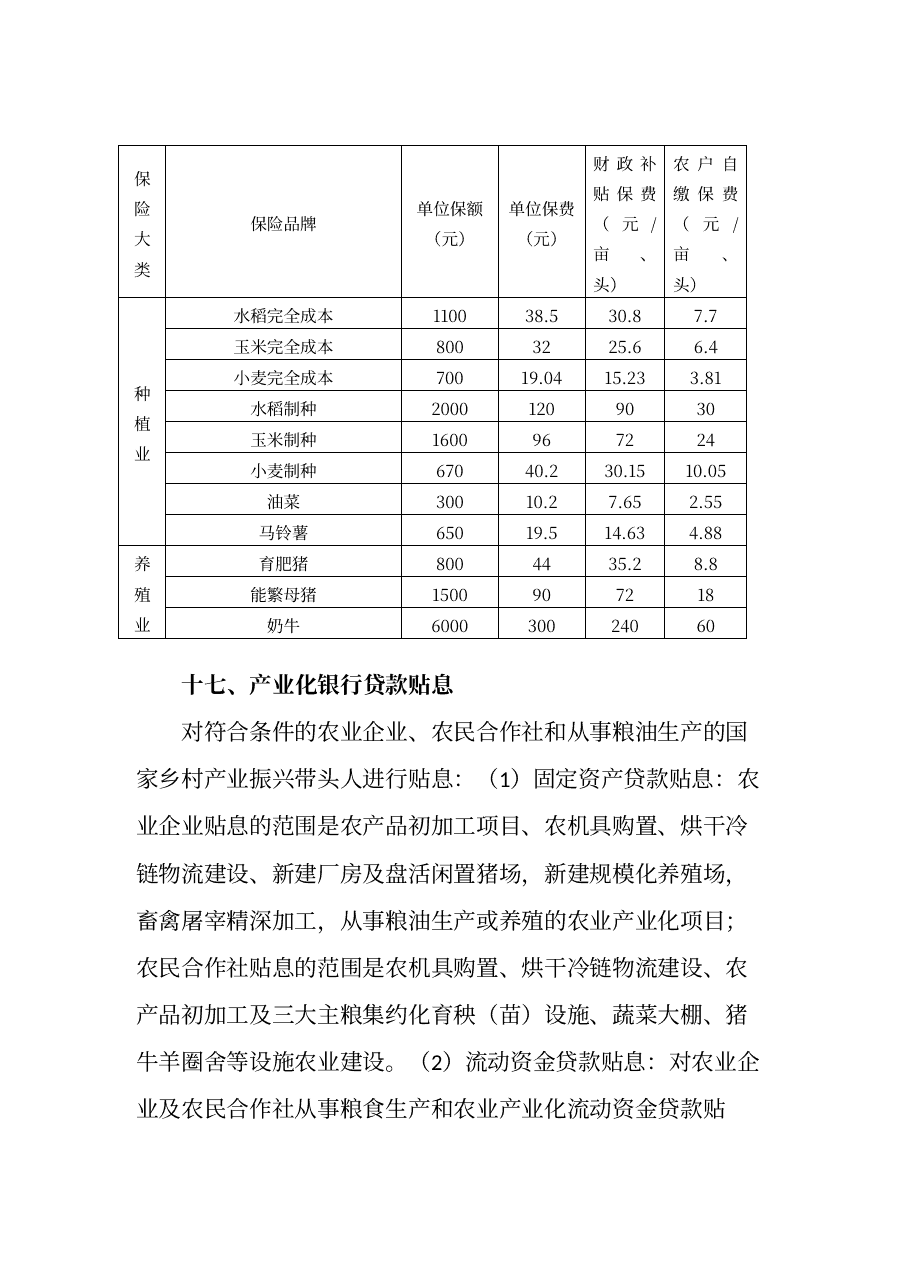 保险大类 保险品牌 单位保额（元） 单位保费（元） 财政补贴保费（元/亩、头） 农户自缴保费（元/亩、头）
种植业 水稻完全成本 1100 38.5 30.8 7.7
玉米完全成本 800 32 25.6 6.4
小麦完全成本 700 19.04 15.23 3.81
水稻制种 2000 120 90 30
玉米制种 1600 96 72 24
小麦制种 670 40.2 30.15 10.05
油菜 300 10.2 7.65 2.55
马铃薯 650 19.5 14.63 4.88
养殖业 育肥猪 800 44 35.2 8.8
能繁母猪 1500 90 72 18
奶牛 6000 300 240 60
十七、产业化银行贷款贴息
对符合条件的农业企业、农民合作社和从事粮油生产的国
家乡村产业振兴带头人进行贴息：（1）固定资产贷款贴息：农
业企业贴息的范围是农产品初加工项目、农机具购置、烘干冷
链物流建设、新建厂房及盘活闲置猪场，新建规模化养殖场，
畜禽屠宰精深加工，从事粮油生产或养殖的农业产业化项目；
农民合作社贴息的范围是农机具购置、烘干冷链物流建设、农
产品初加工及三大主粮集约化育秧（苗）设施、蔬菜大棚、猪
牛羊圈舍等设施农业建设。（2）流动资金贷款贴息：对农业企
业及农民合作社从事粮食生产和农业产业化流动资金贷款贴